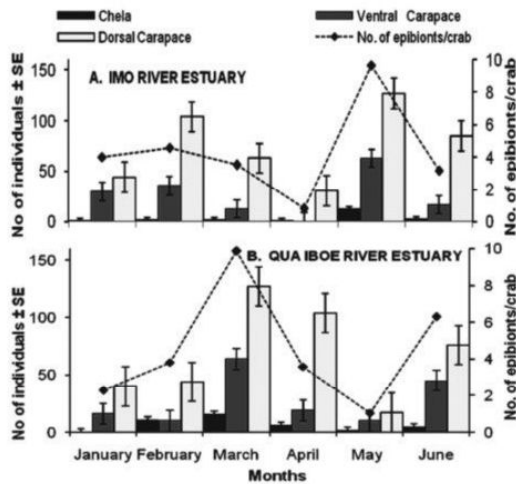 Chela Ventral Carapace
Dorsal Carapace No. of epibionts/crab
150 A. IMO RIVER ESTUARY 10
100 8
50 6
0 4
2
0
No of individuals ± SE
No. of epibionts/crab
150 B. QUA IBOE RIVER ESTUARY 10
100 8
50 6
0 4
2
0
No of individuals ± SE
No. of epibionts/crab
January February March April May June
Months